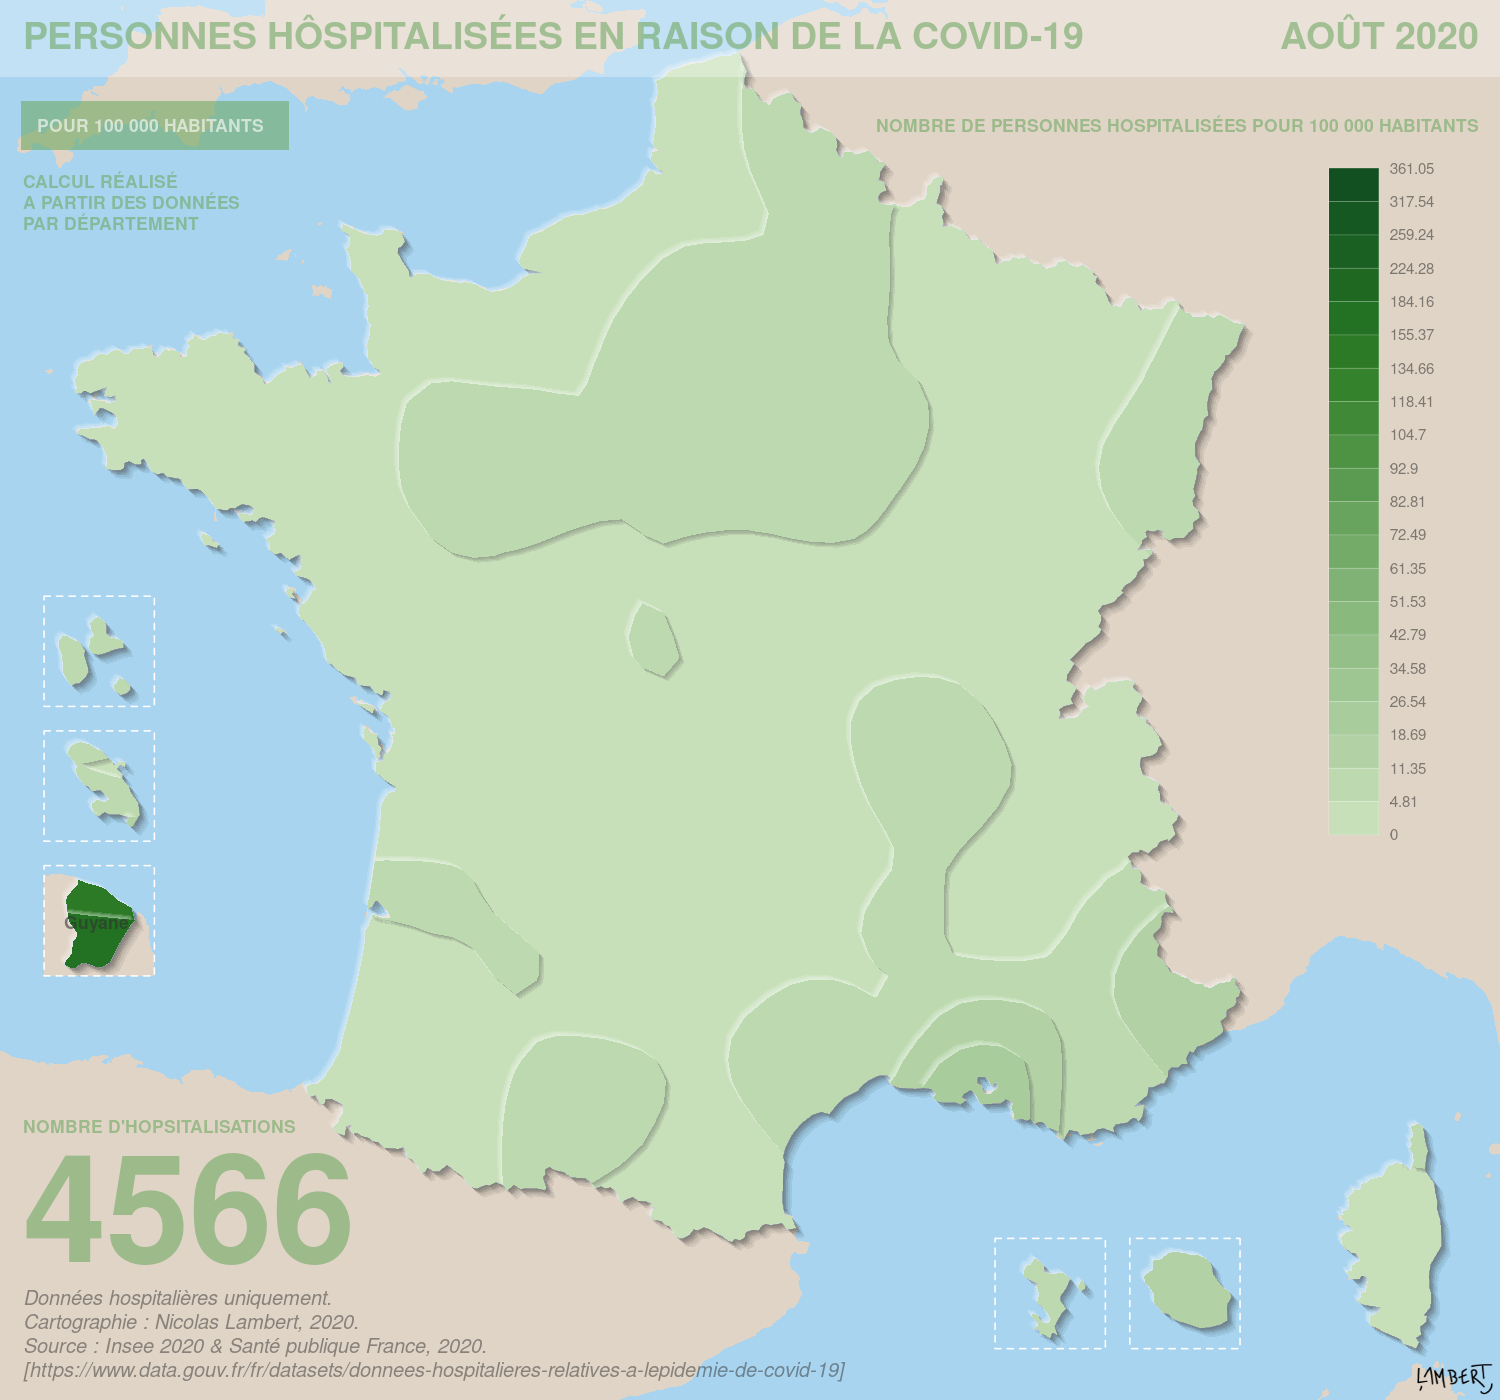 PERSONNES HÔSPITALISÉES EN RAISON DE LA COVID-19
AOÛT 2020
POUR 100 000 HABITANTS
CALCUL RÉALISÉ
A PARTIR DES DONNÉES
PAR DÉPARTEMENT
NOMBRE DE PERSONNES HOSPITALISÉES POUR 100 000 HABITANTS
361.05
317.54
259.24
224.28
184.16
155.37
134.66
118.41
104.7
92.9
82.81
72.49
61.35
51.53
42.79
34.58
26.54
18.69
11.35
4.81
0
Guyane
NOMBRE D'HOPSITALISATIONS
4566
Données hospitalières uniquement.
Cartographie : Nicolas Lambert, 2020.
Source : Insee 2020 & Santé publique France, 2020.
[https://www.data.gouv.fr/fr/datasets/donnees-hospitalieres-relatives-a-lepidemie-de-covid-19]
LAMBERT